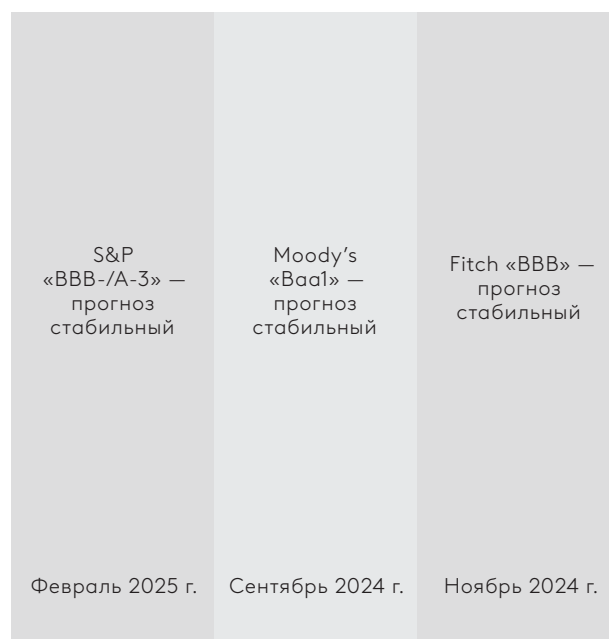 S&P
«BBB-/A-3» —
прогноз
стабильный
Moody’s
«Baa1» —
прогноз
стабильный
Fitch «BBB» —
прогноз
стабильный
Февраль 2025 г.
Сентябрь 2024 г.
Ноябрь 2024 г.